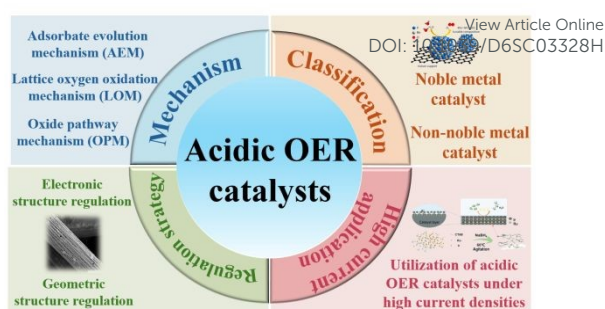 View Article Online
/D6SC03328H
DOI:
Adsorbate evolution
mechanism (AEM)
Lattice oxygen oxidation
mechanism (LOM)
Oxide pathway
mechanism (OPM)
Mechanism
Classification
Noble metal
catalyst
Non-noble metal
catalyst
Acidic OER
catalysts
Electronic
structure regulation
Geometric
structure regulation
Regulation strategy
High current
application
Utilization of acidic
OER catalysts under
high current densities